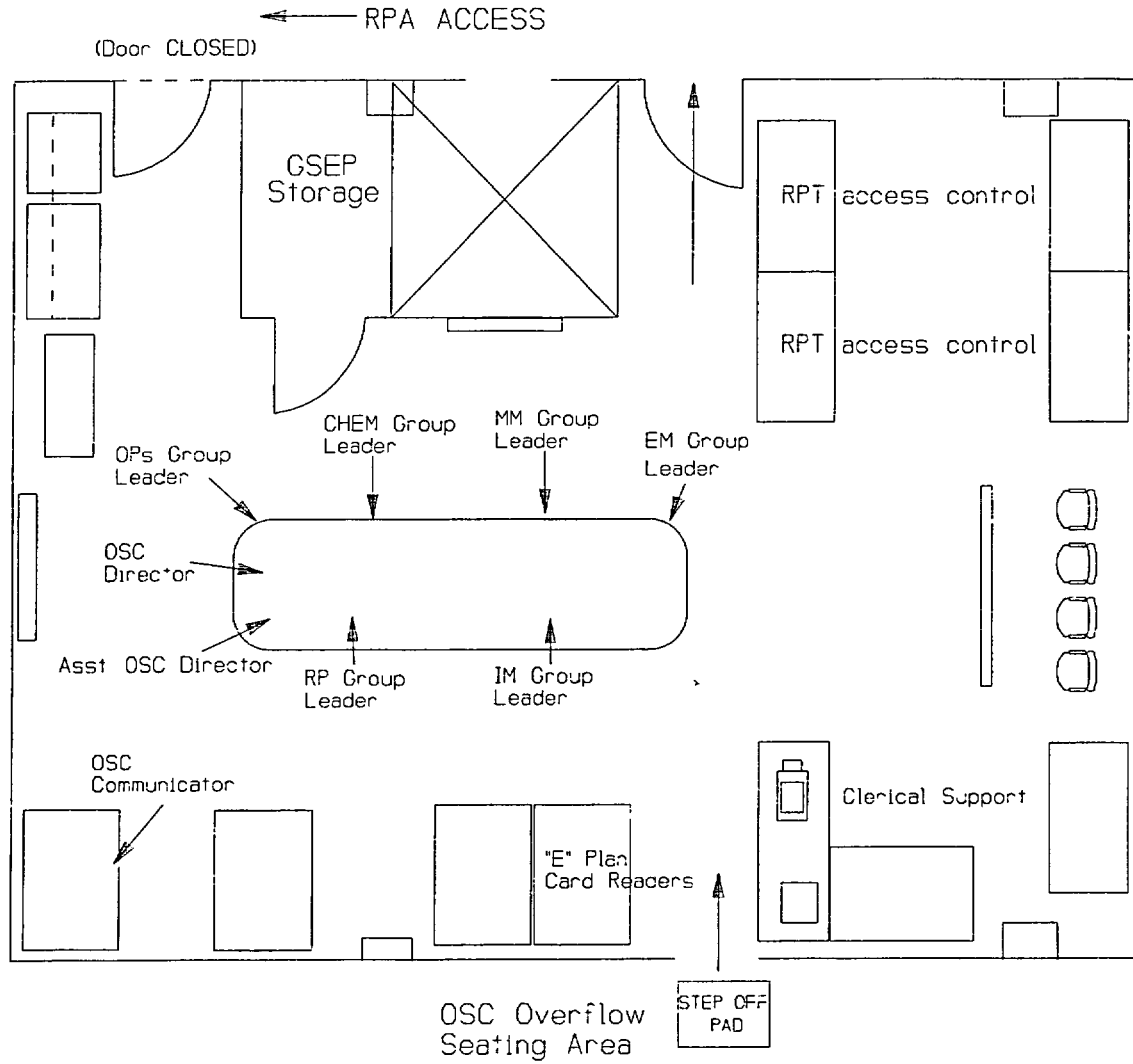 RPA ACCESS
(Door CLOSED)
GSEP
Storage
RPT access control
RPT access control
CHEM Group
Leader
MM Group
Leader
EM Group
Leader
OPs Group
Leader
OSC
Director
Asst OSC Director
RP Group
Leader
IM Group
Leader
OSC
Communicator
Clerical Support
"E" Plan
Card Readers
STEP OFF
PAD
OSC Overflow
Seating Area